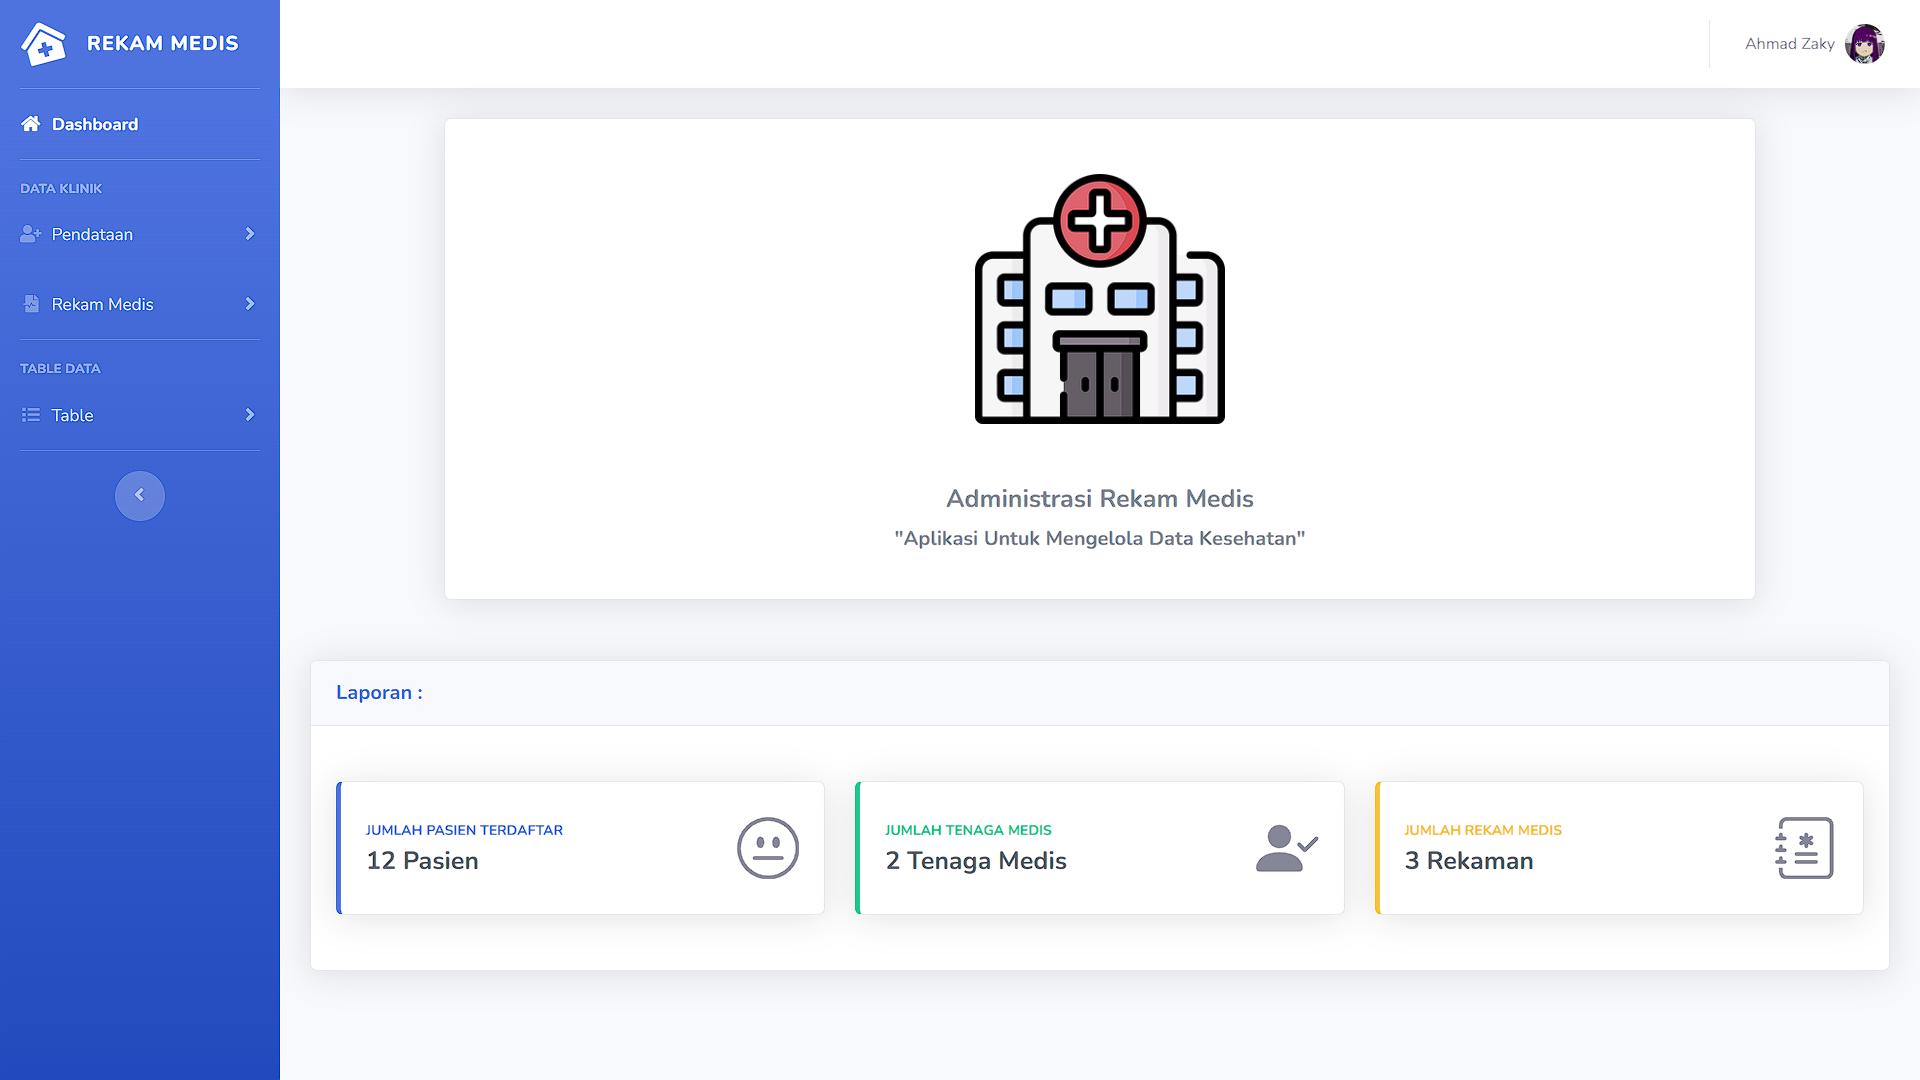 REKAM MEDIS
Ahmad Zaky
Dashboard
DATA KLINIK
Pendataan
Rekam Medis
TABLE DATA
Table
Administrasi Rekam Medis
"Aplikasi Untuk Mengelola Data Kesehatan"
Laporan :
JUMLAH PASIEN TERDAFTAR
12 Pasien
JUMLAH TENAGA MEDIS
2 Tenaga Medis
JUMLAH REKAM MEDIS
3 Rekaman